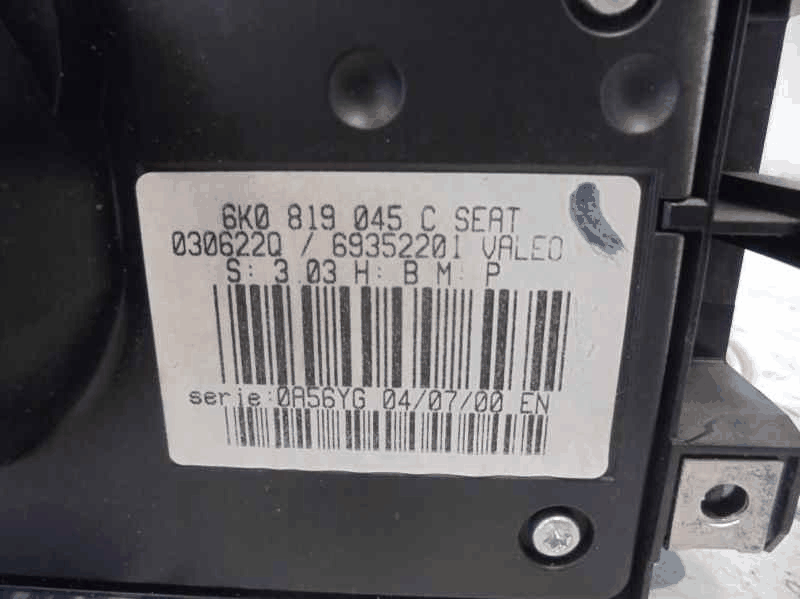 6K0 819 045 C SEAT
030622Q / 69352201 VALEO
S: 3.03 H: B M: P
serie:0A56YG 04/07/00 EN